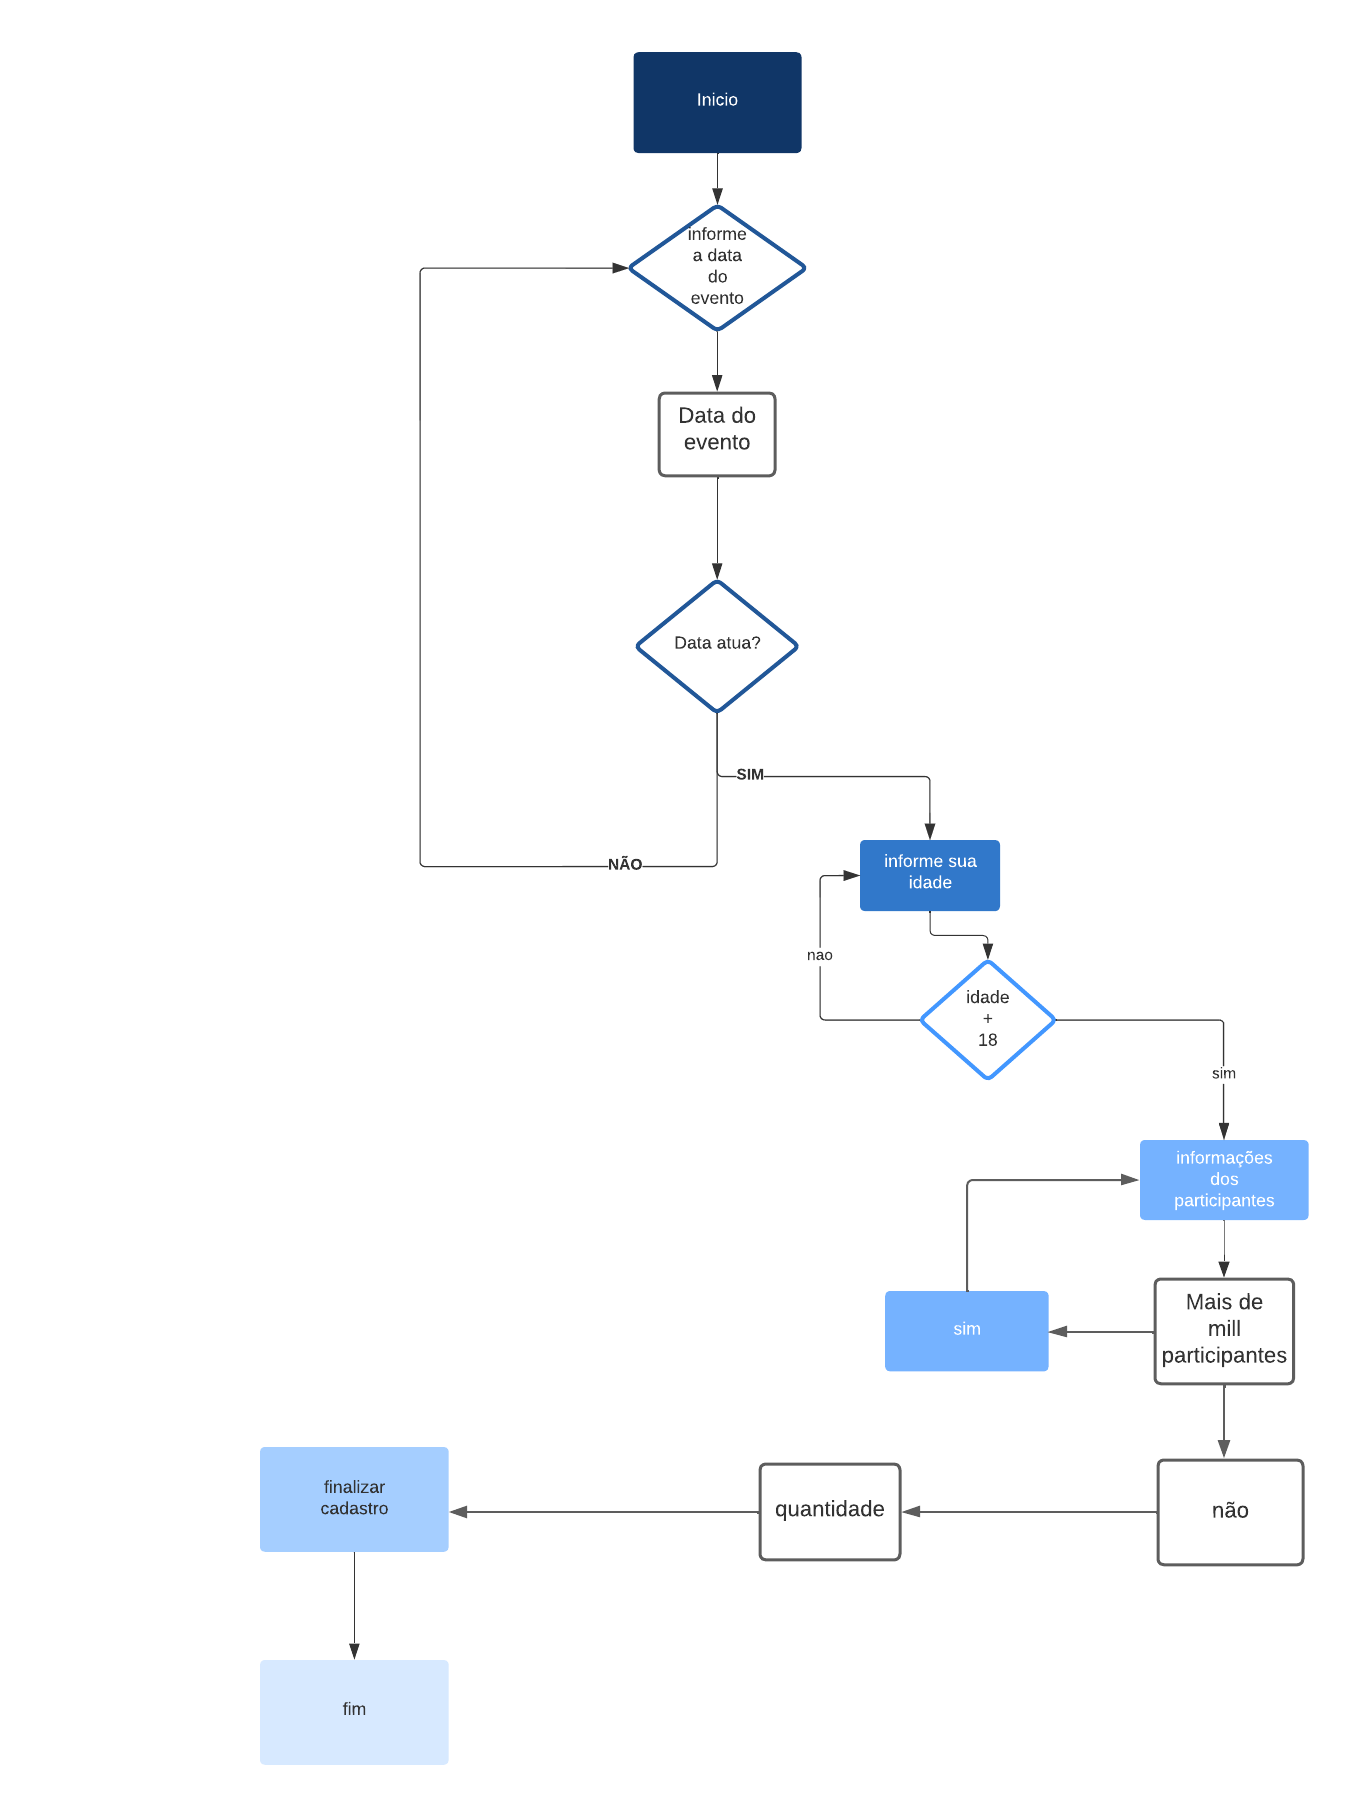 Inicio
informe
a data
do
evento
Data do
evento
Data atua?
SIM
NÃO
informe sua
idade
nao
idade
+
18
sim
informações
dos
participantes
Mais de
mill
participantes
sim
não
quantidade
finalizar
cadastro
fim